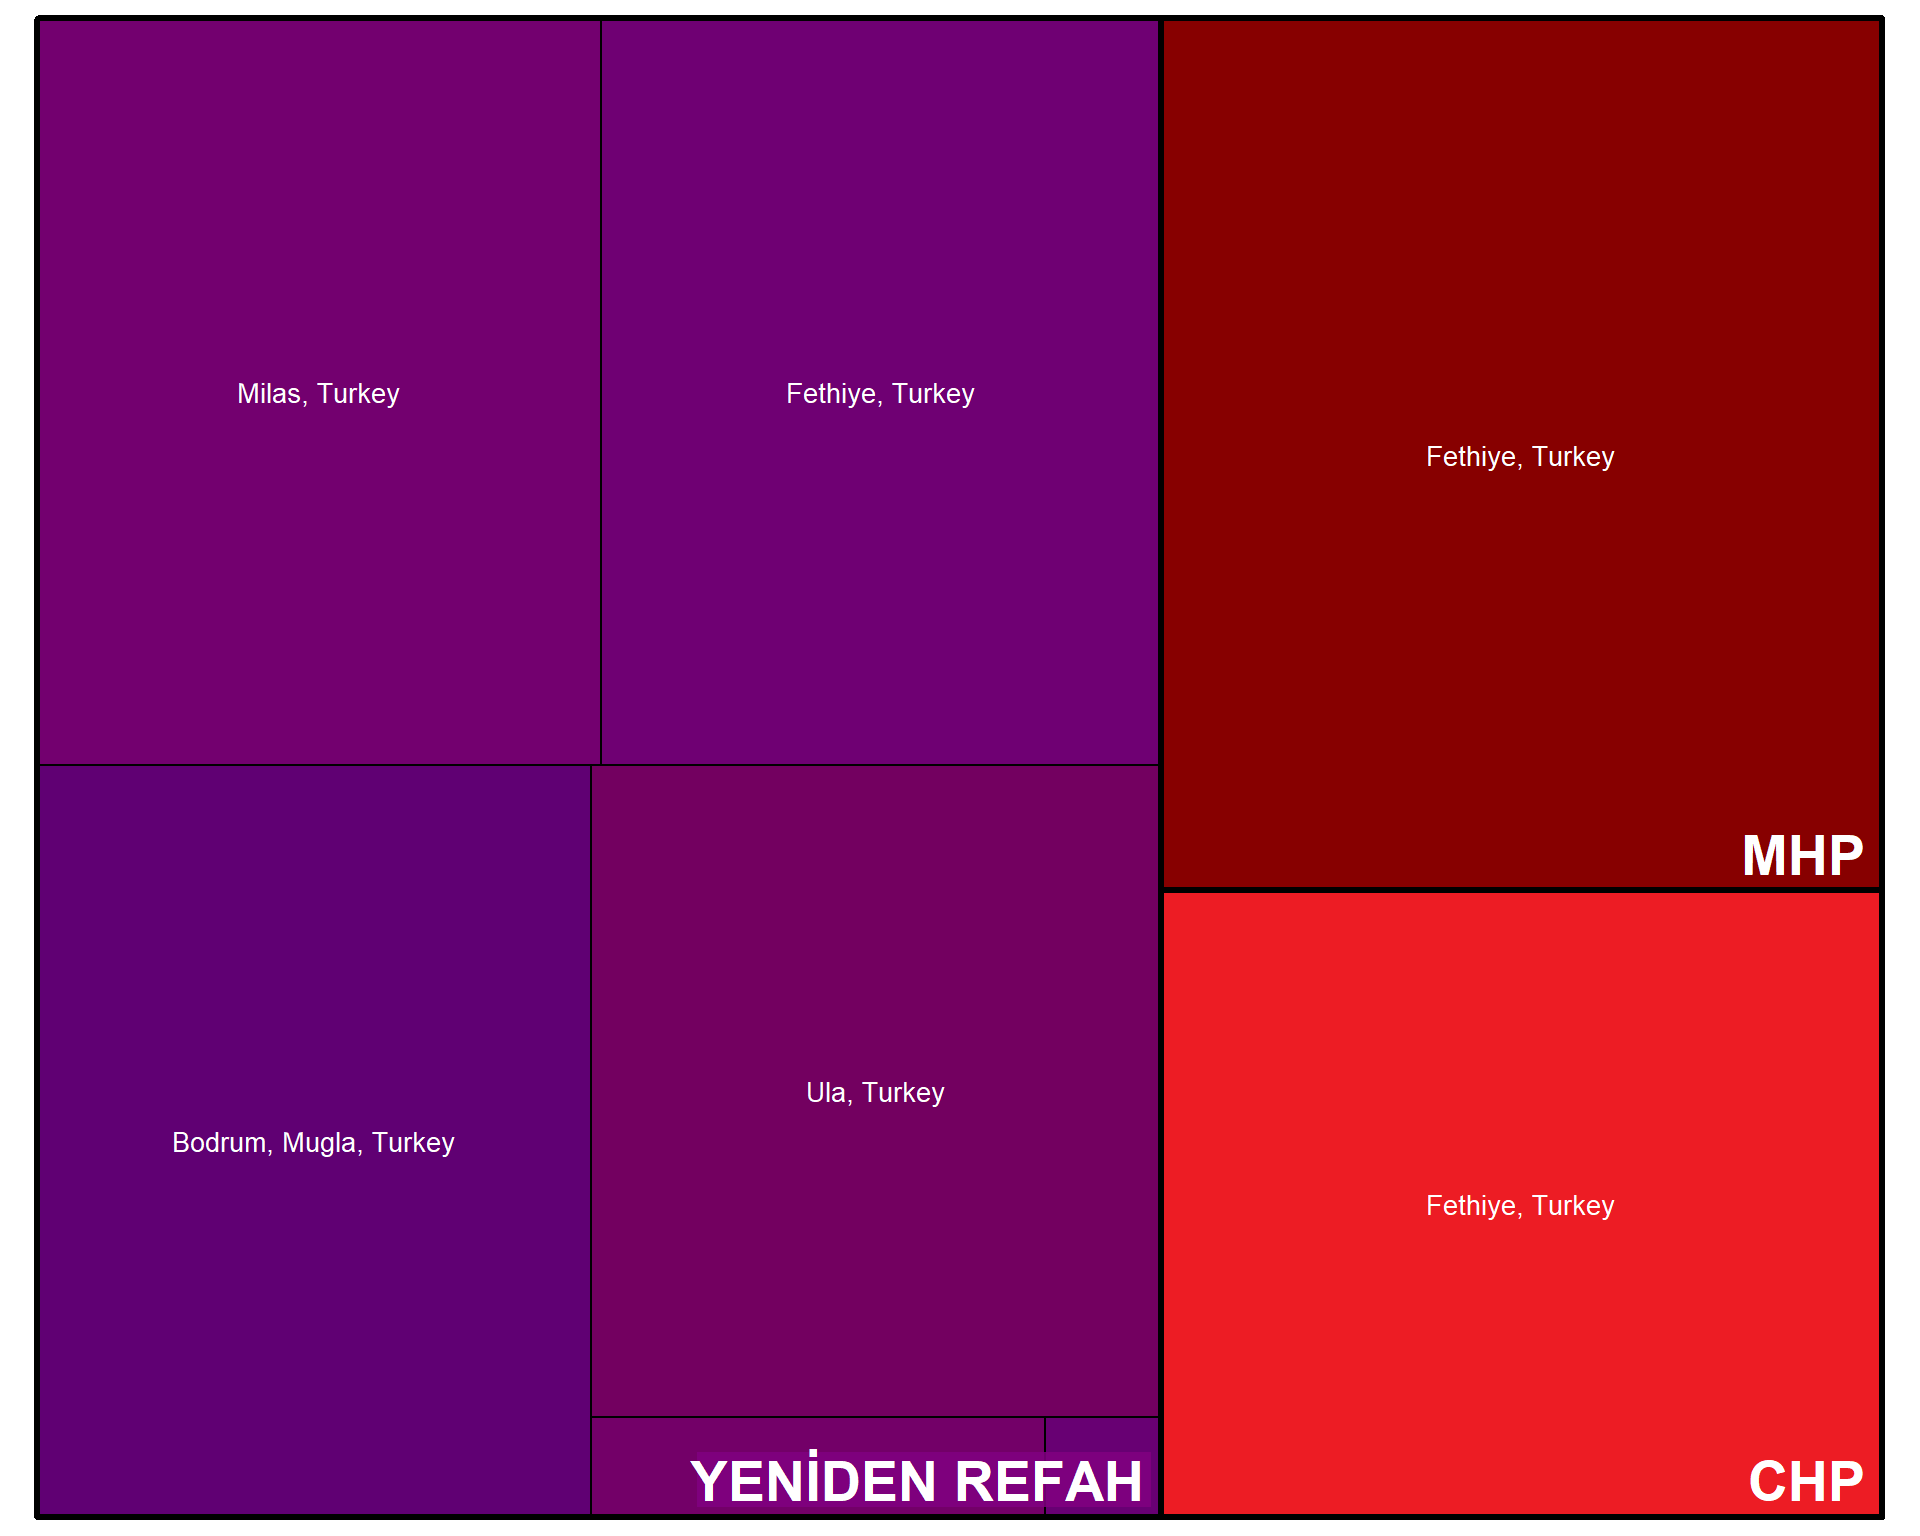 Milas, Turkey
Fethiye, Turkey
Bodrum, Mugla, Turkey
Ula, Turkey
YENİDEN REFAH
Fethiye, Turkey
MHP
Fethiye, Turkey
CHP